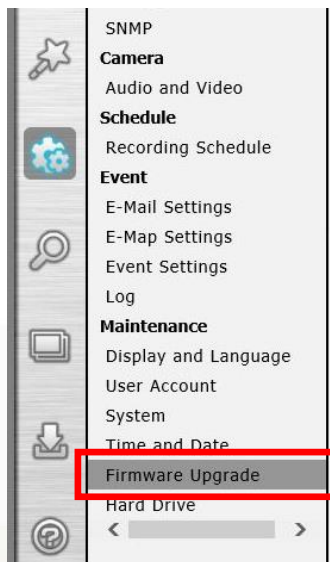 SNMP
Camera
Audio and Video
Schedule
Recording Schedule
Event
E-Mail Settings
E-Map Settings
Event Settings
Log
Maintenance
Display and Language
User Account
System
Time and Date
Firmware Upgrade
Hard Drive